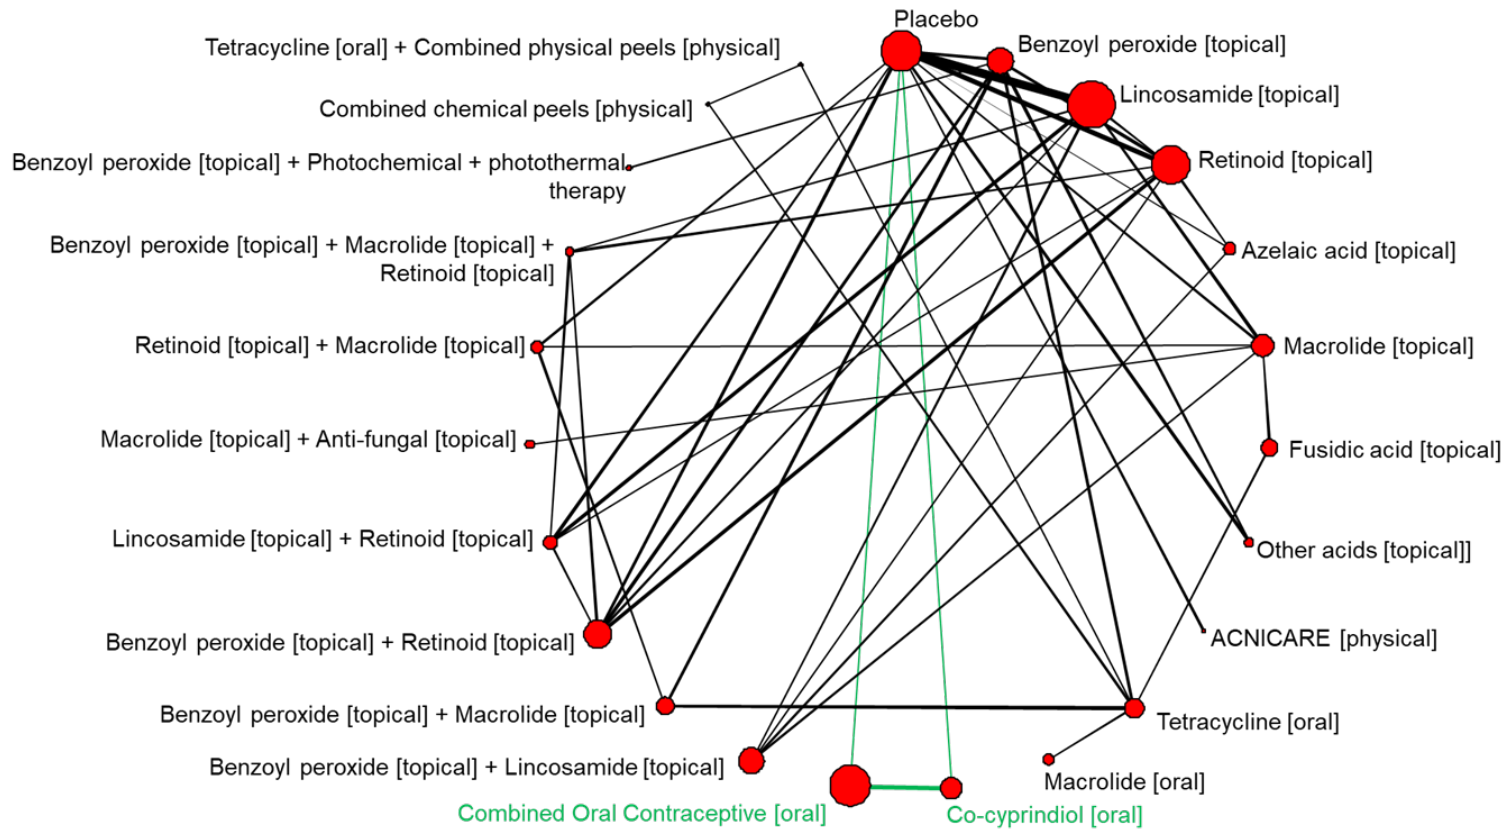 Placebo
Benzoyl peroxide [topical]
Lincosamide [topical]
Retinoid [topical]
Azelaic acid [topical]
Macrolide [topical]
Fusidic acid [topical]
Other acids [topical]]
ACNICARE [physical]
Tetracycline [oral]
Macrolide [oral]
Co-cyprindiol [oral]
Combined Oral Contraceptive [oral]
Benzoyl peroxide [topical] + Lincosamide [topical]
Benzoyl peroxide [topical] + Macrolide [topical]
Benzoyl peroxide [topical] + Retinoid [topical]
Lincosamide [topical] + Retinoid [topical]
Macrolide [topical] + Anti-fungal [topical]
Retinoid [topical] + Macrolide [topical]
Benzoyl peroxide [topical] + Macrolide [topical] +
Retinoid [topical]
Benzoyl peroxide [topical] + Photochemical + photothermal
therapy
Combined chemical peels [physical]
Tetracycline [oral] + Combined physical peels [physical]